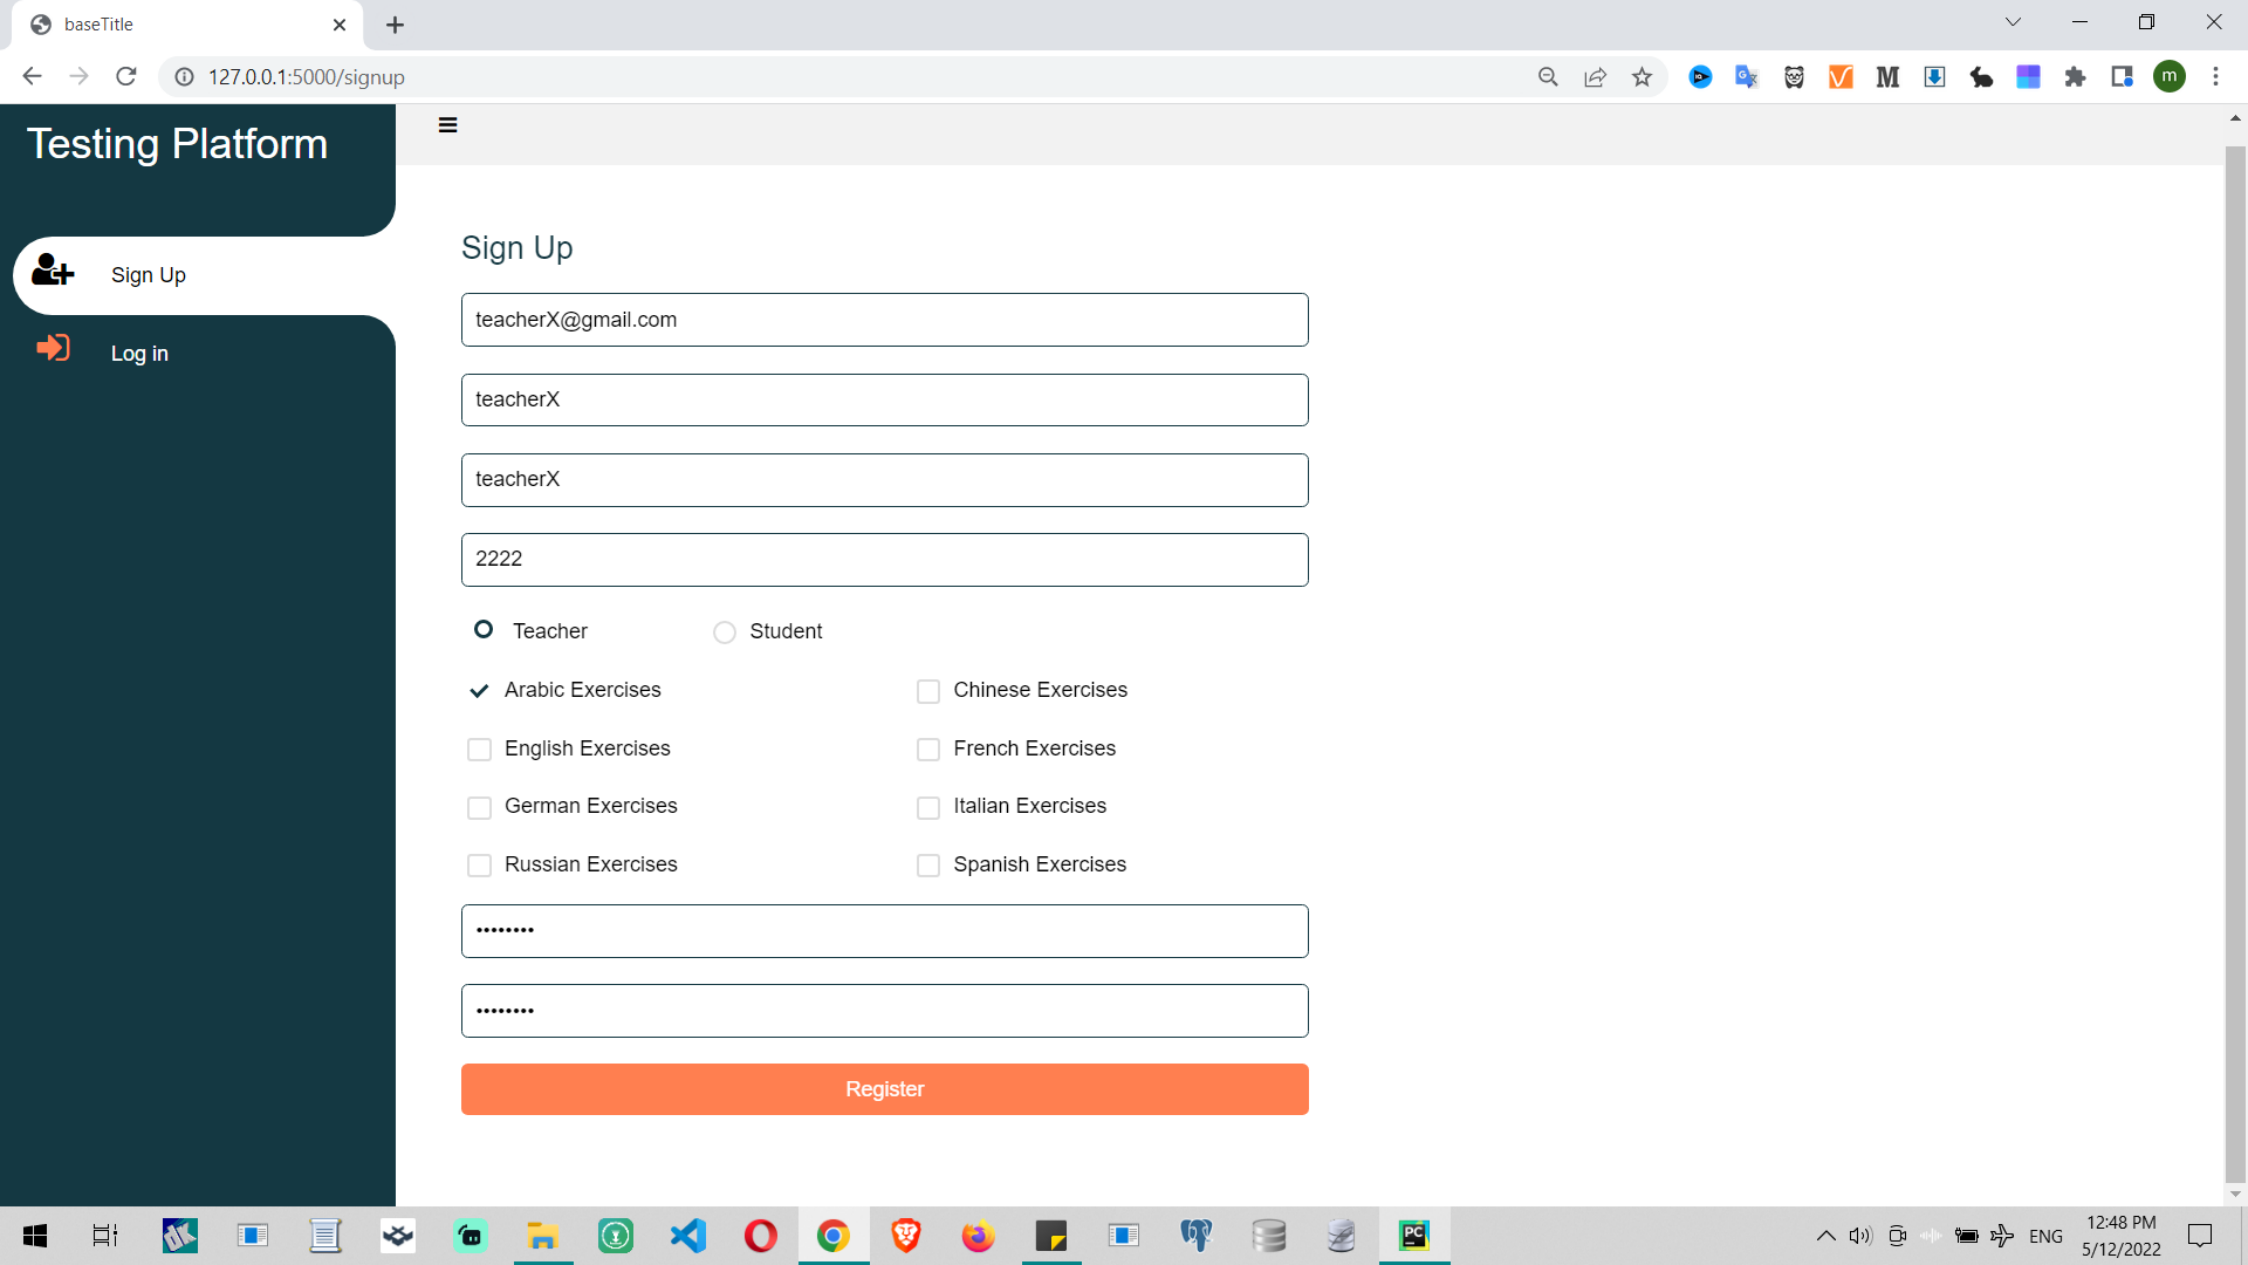 baseTitle
127.0.0.1:5000/signup
m
Testing Platform
Sign Up
Log in
Sign Up
teacherX@gmail.com
teacherX
teacherX
2222
Teacher
Student
Arabic Exercises
Chinese Exercises
English Exercises
French Exercises
German Exercises
Italian Exercises
Russian Exercises
Spanish Exercises
••••••••
••••••••
Register
PC
ENG
12:48 PM
5/12/2022